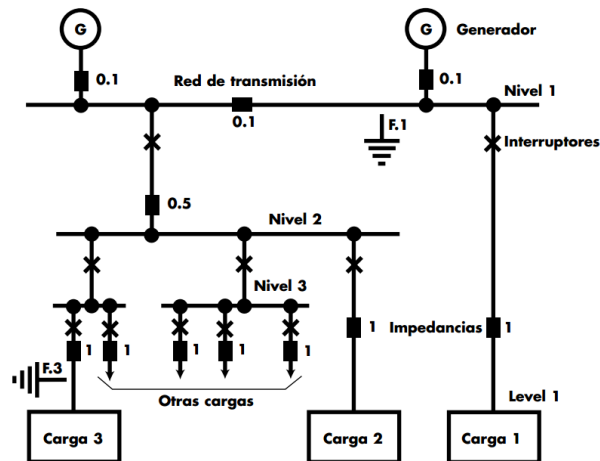 G
G
Generador
0.1
Red de transmisión
0.1
Nivel 1
0.1
F.1
Interruptores
0.5
Nivel 2
Nivel 3
1
1
1
1
1
1
Impedancias
1
F.3
Otras cargas
Level 1
Carga 3
Carga 2
Carga 1